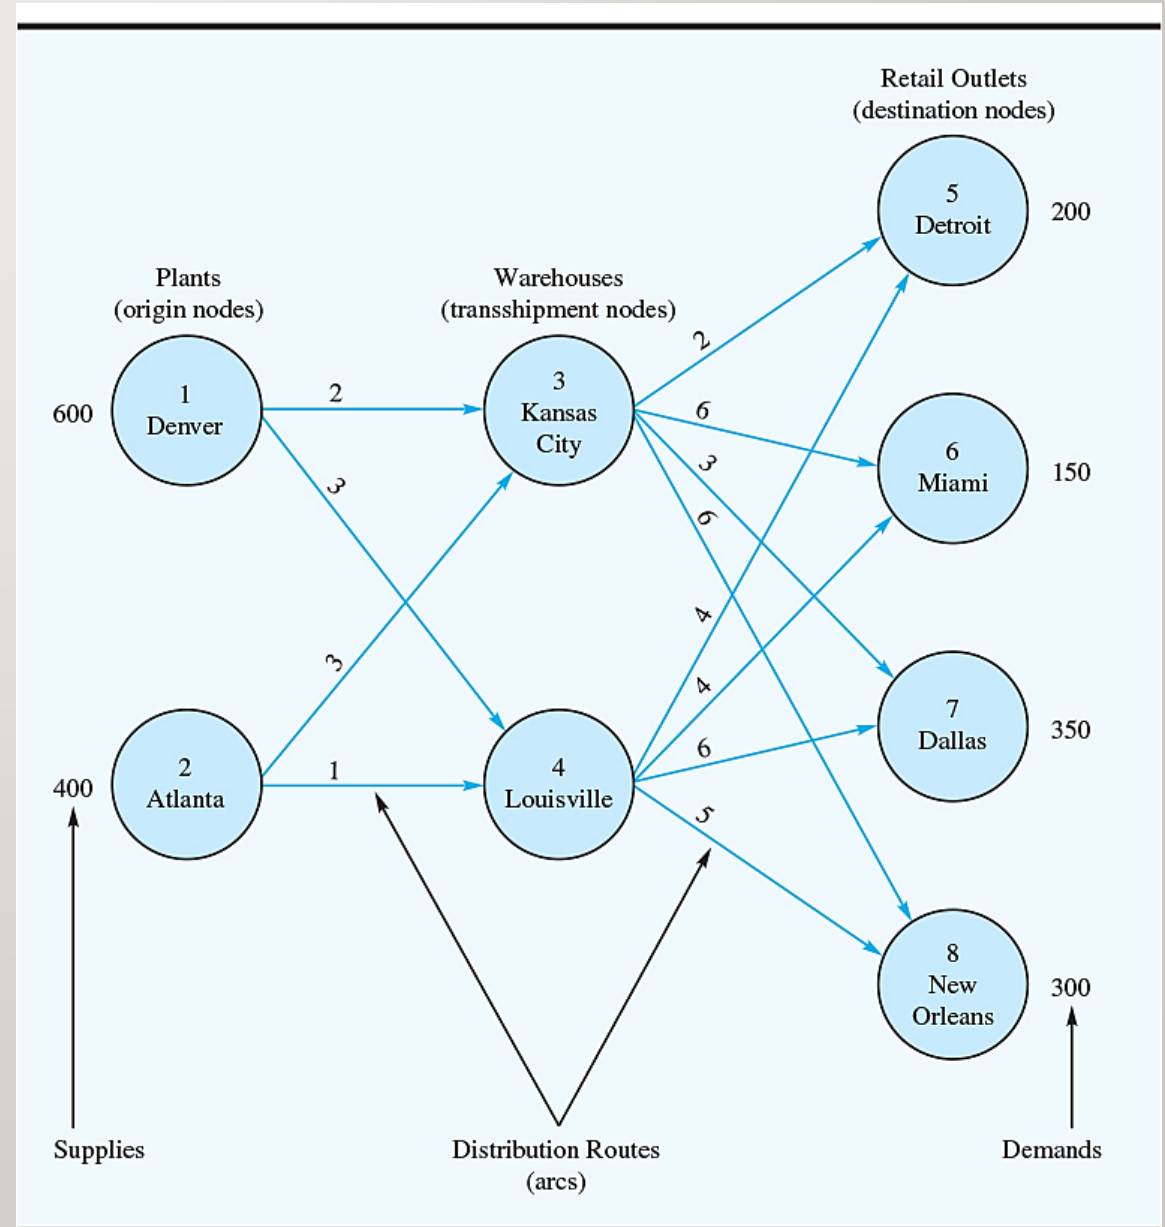 Retail Outlets
(destination nodes)
5
Detroit
200
Plants
(origin nodes)
Warehouses
(transshipment nodes)
600
1
Denver
2
3
Kansas
City
2
6
3
6
6
Miami
150
3
3
4
4
6
5
7
Dallas
350
400
2
Atlanta
1
4
Louisville
8
New
Orleans
300
Supplies
Distribution Routes
(arcs)
Demands